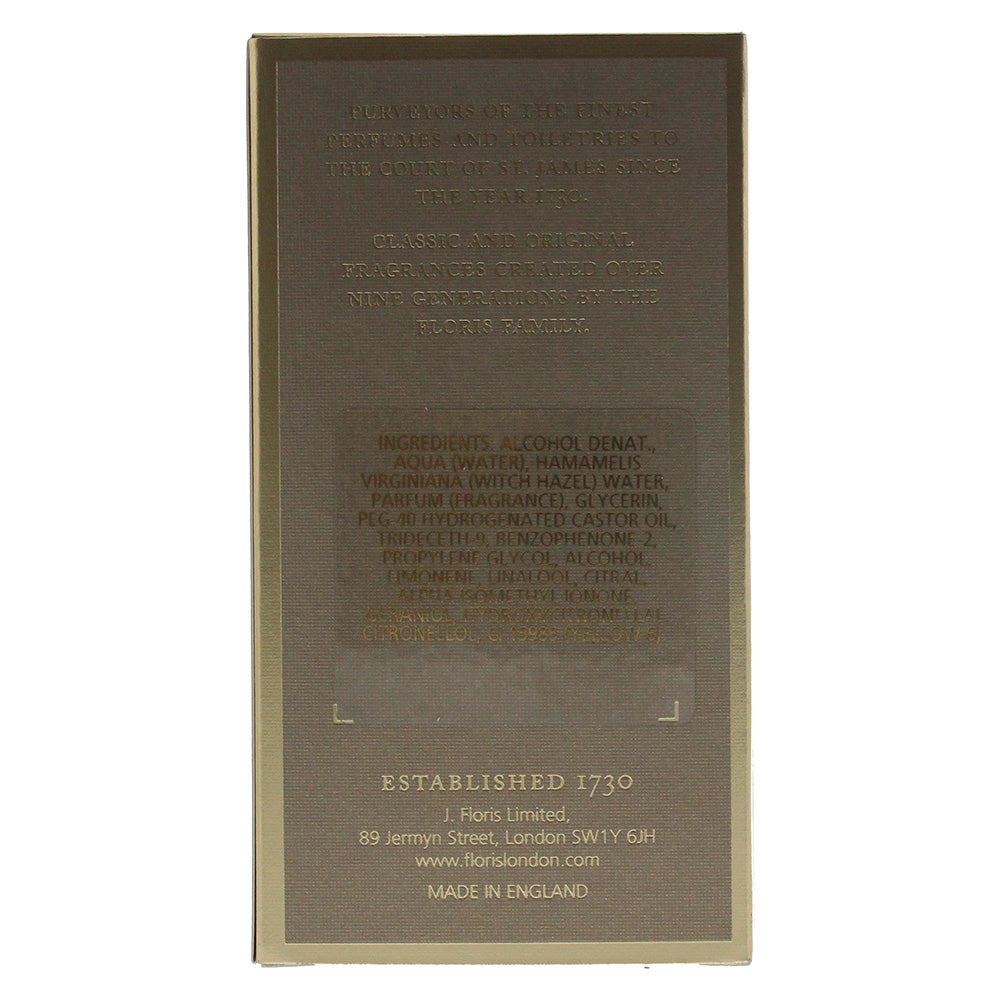 PURVEYORS OF THE FINEST
PERFUMES AND TOILETRIES TO
THE COURT OF ST. JAMES SINCE
THE YEAR 1730.
CLASSIC AND ORIGINAL
FRAGRANCES CREATED OVER
NINE GENERATIONS BY THE
FLORIS FAMILY.
INGREDIENTS: ALCOHOL DENAT.,
AQUA (WATER), HAMAMELIS
VIRGINIANA (WITCH HAZEL) WATER,
PARFUM (FRAGRANCE), GLYCERIN,
PEG-40 HYDROGENATED CASTOR OIL,
TRIDECETH-9, BENZOPHENONE-2,
PROPYLENE GLYCOL, ALCOHOL,
LIMONENE, LINALOOL, CITRAL,
ALPHA-ISOMETHYL IONONE,
GERANIOL, HYDROXYCITRONELLAL,
CITRONELLOL, CI 15985 (YELLOW 6).
ESTABLISHED 1730
J. Floris Limited,
89 Jermyn Street, London SW1Y 6JH
www.florislondon.com
MADE IN ENGLAND